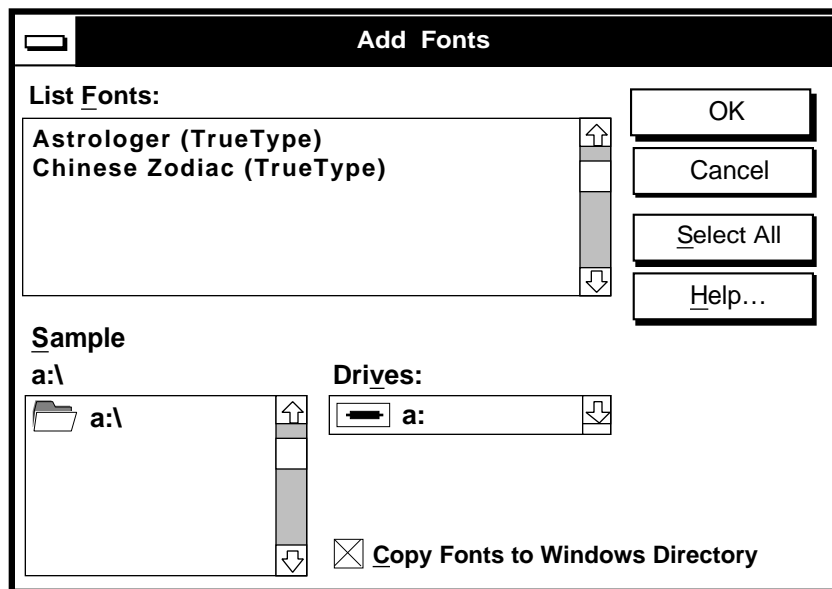 Add Fonts
List Fonts:
Astrologer (TrueType)
Chinese Zodiac (TrueType)
OK
Cancel
Select All
Help…
Sample
a:\
a:\
Drives:
a:
Copy Fonts to Windows Directory